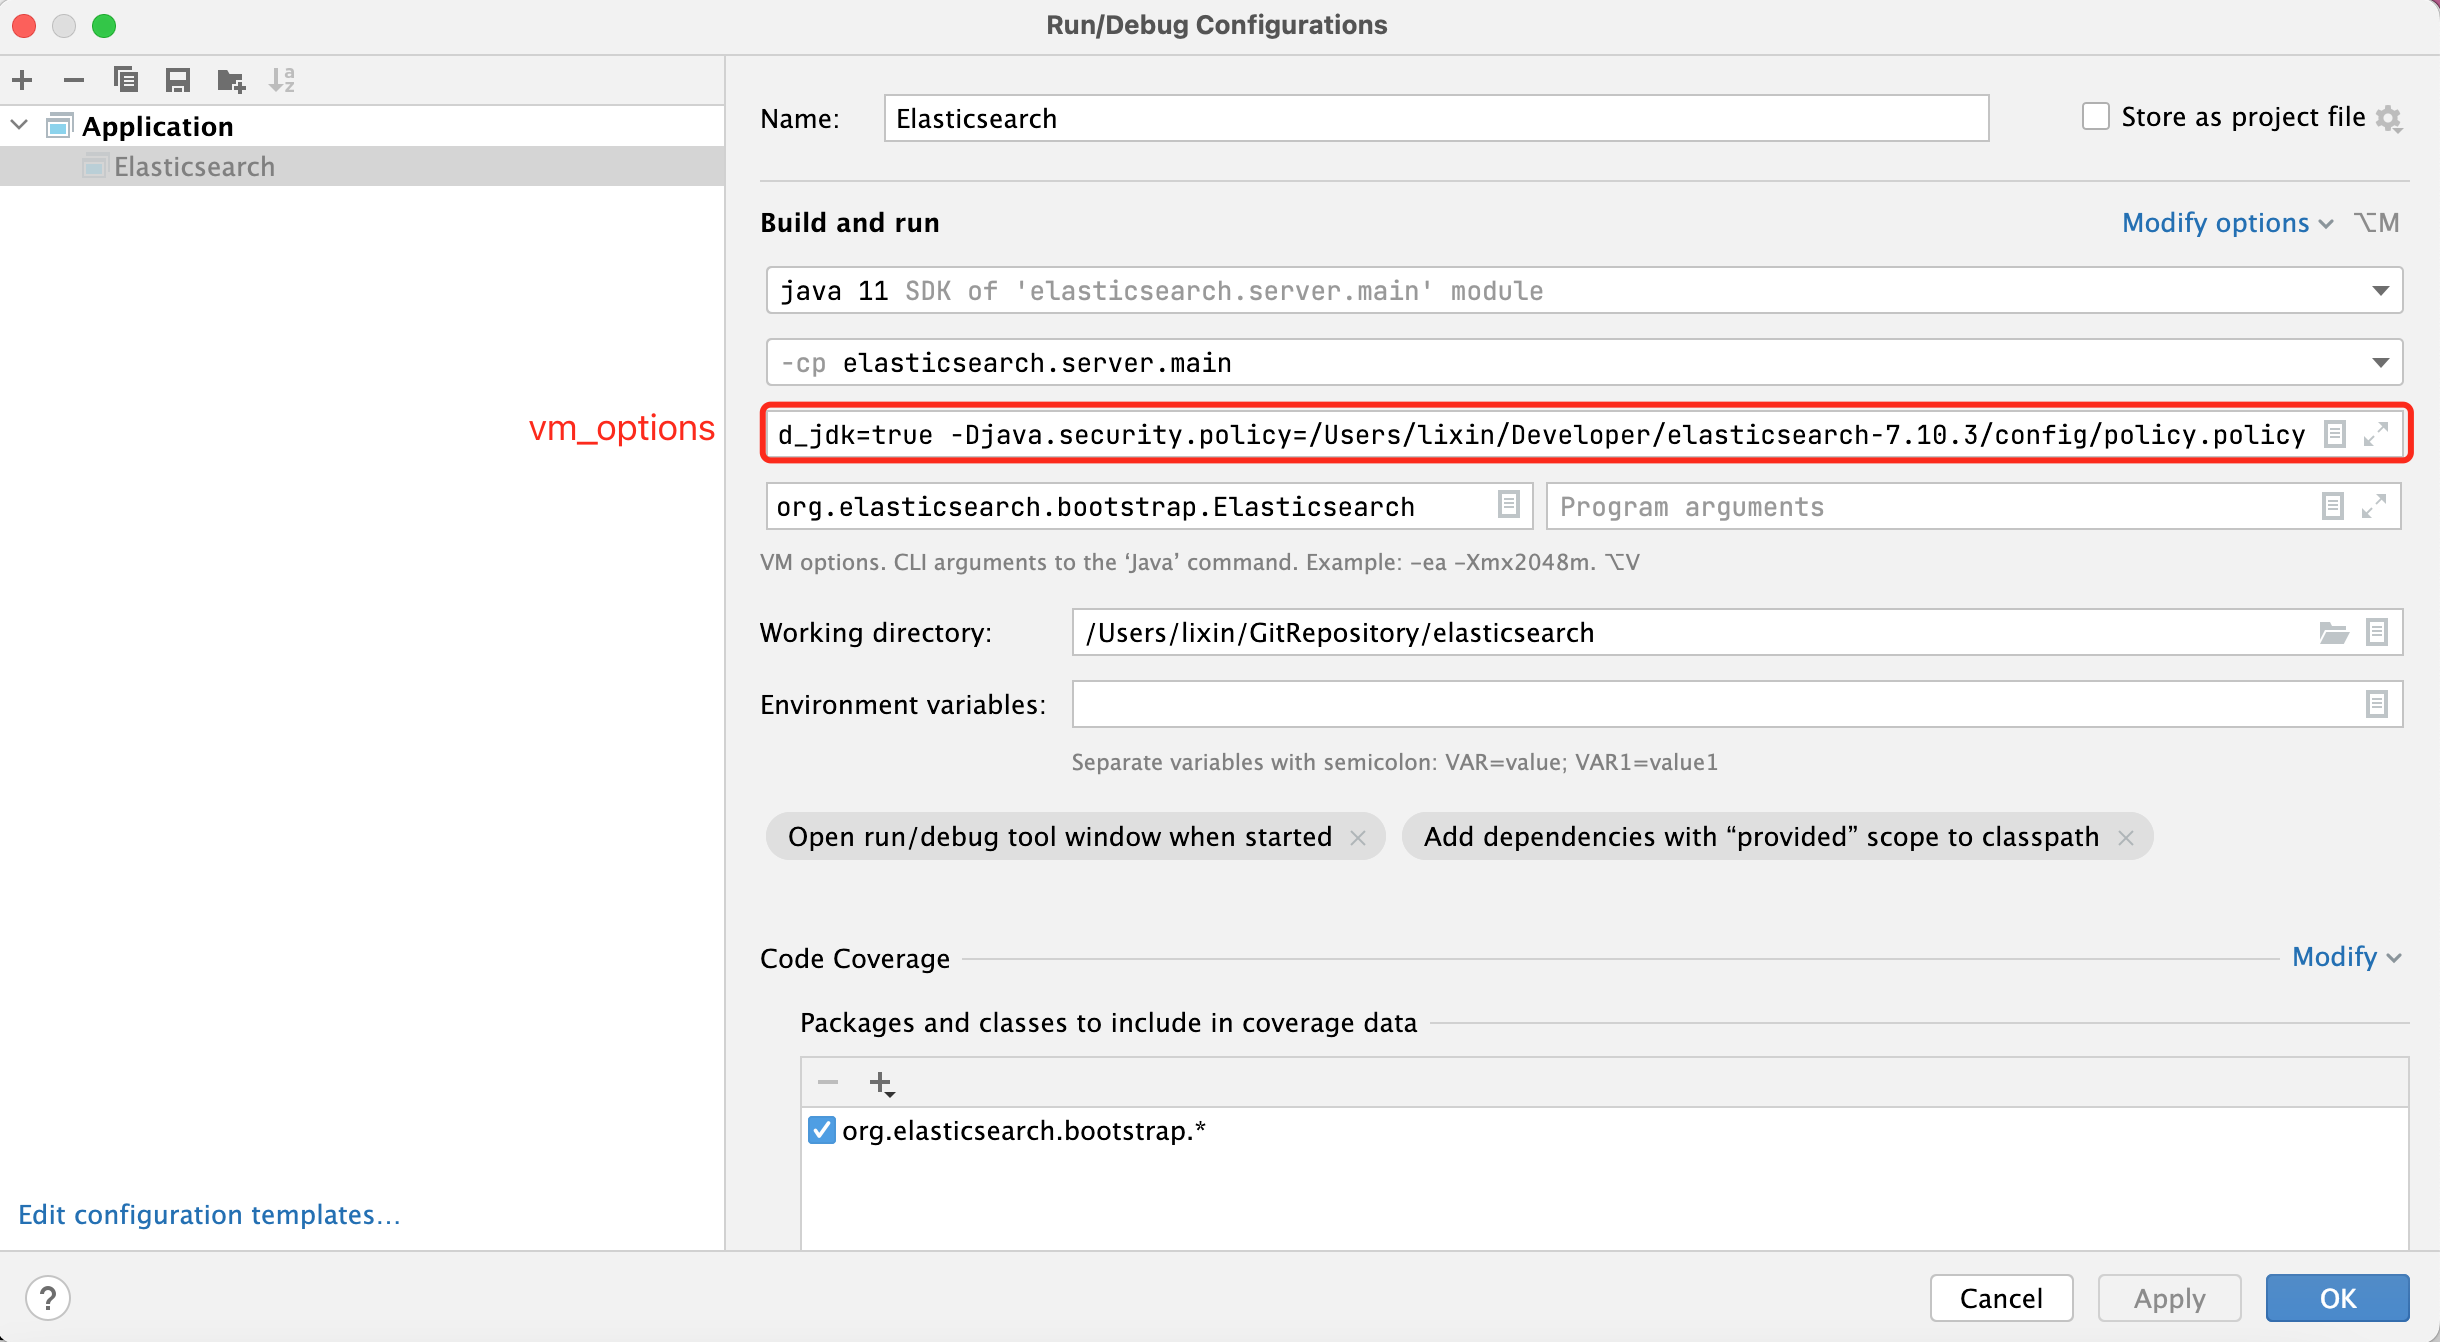 Run/Debug Configurations
Application
Elasticsearch
Name: Elasticsearch
Store as project file
Build and run
Modify options ⌥M
java 11 SDK of 'elasticsearch.server.main' module
-cp elasticsearch.server.main
vm_options
d_jdk=true -Djava.security.policy=/Users/lixin/Developer/elasticsearch-7.10.3/config/policy.policy
org.elasticsearch.bootstrap.Elasticsearch Program arguments
VM options. CLI arguments to the ‘Java’ command. Example: -ea -Xmx2048m. ⌥V
Working directory: /Users/lixin/GitRepository/elasticsearch
Environment variables:
Separate variables with semicolon: VAR=value; VAR1=value1
Open run/debug tool window when started × Add dependencies with “provided” scope to classpath ×
Code Coverage Modify
Packages and classes to include in coverage data
org.elasticsearch.bootstrap.*
Edit configuration templates...
? Cancel Apply OK